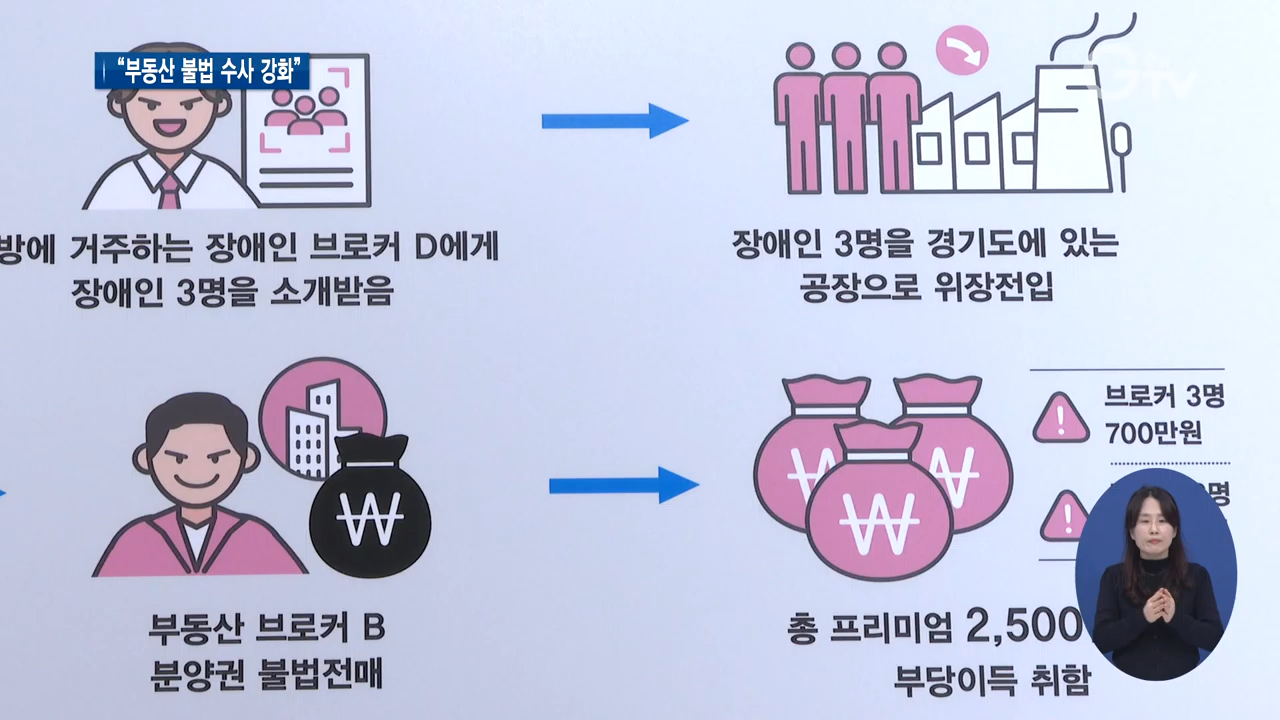 “부동산 불법 수사 강화”
GTV
방에 거주하는 장애인 브로커 D에게
장애인 3명을 소개받음
장애인 3명을 경기도에 있는
공장으로 위장전입
브로커 3명
700만원
명
부동산 브로커 B
분양권 불법전매
총 프리미엄 2,500
부당이득 취함